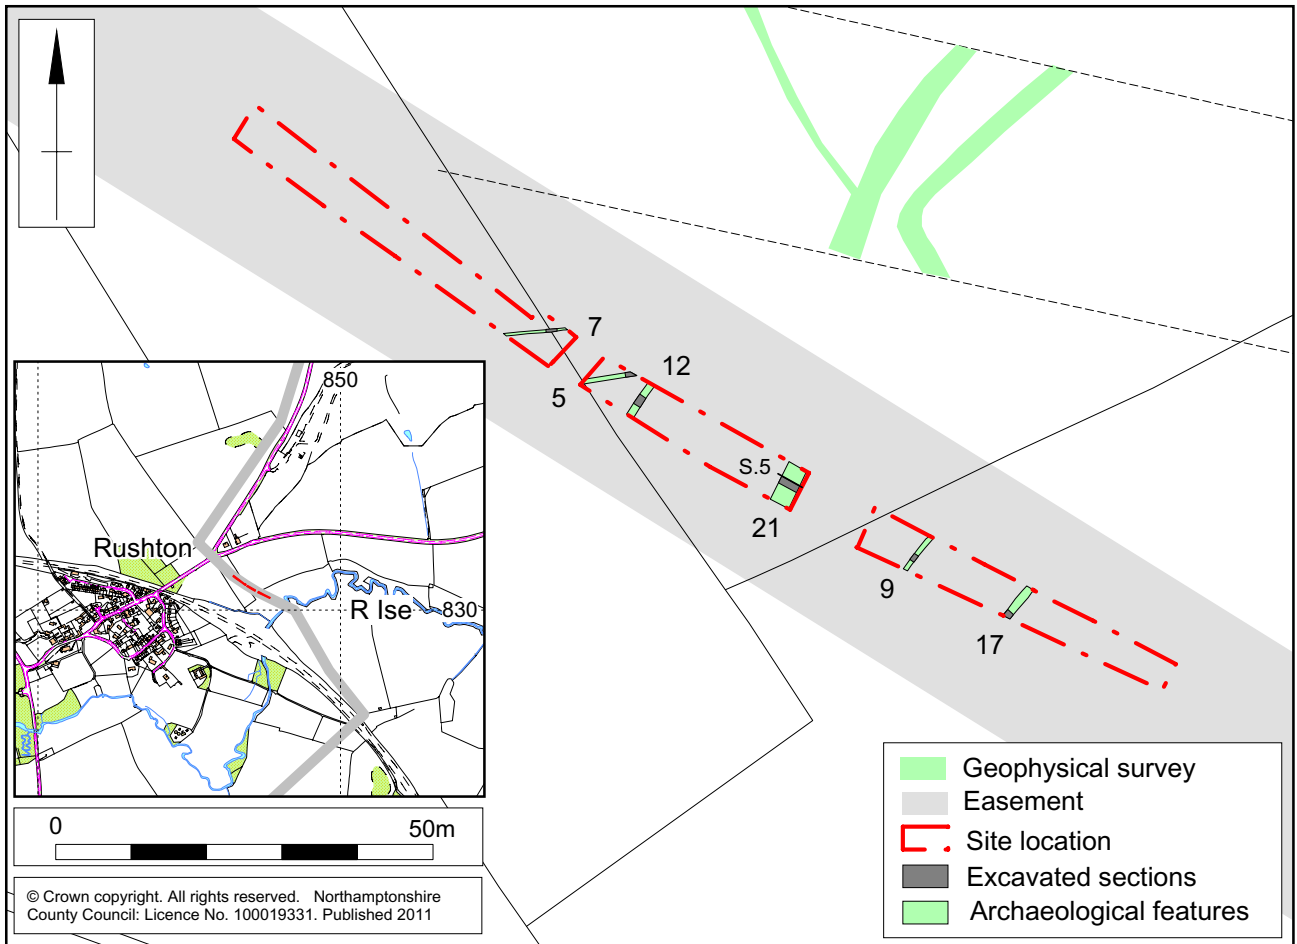 7
12
5
S.5
21
9
17
850
Rushton
R Ise
830
0
50m
© Crown copyright. All rights reserved. Northamptonshire
County Council: Licence No. 100019331. Published 2011
Geophysical survey
Easement
Site location
Excavated sections
Archaeological features